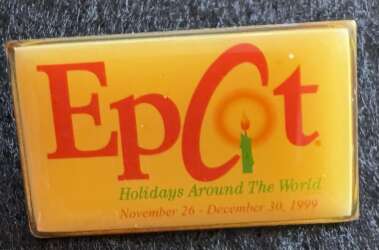 Epcot
Holidays Around The World
November 26 - December 30, 1999